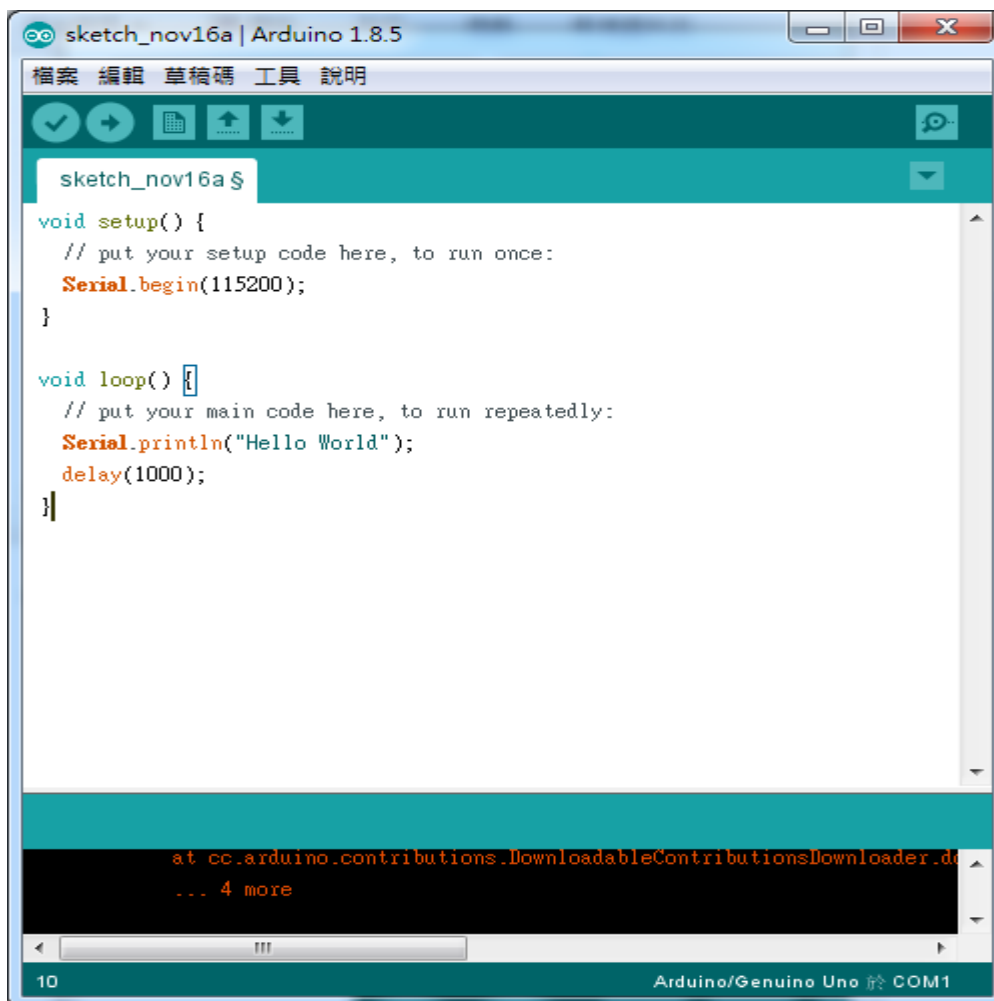 sketch_nov16a | Arduino 1.8.5
檔案 編輯 草稿碼 工具 說明
sketch_nov16a §
void setup() {
  // put your setup code here, to run once:
  Serial.begin(115200);
}
void loop() {
  // put your main code here, to run repeatedly:
  Serial.println("Hello World");
  delay(1000);
}
at cc.arduino.contributions.DownloadableContributionsDownloader.do
... 4 more
10 Arduino/Genuino Uno 於 COM1